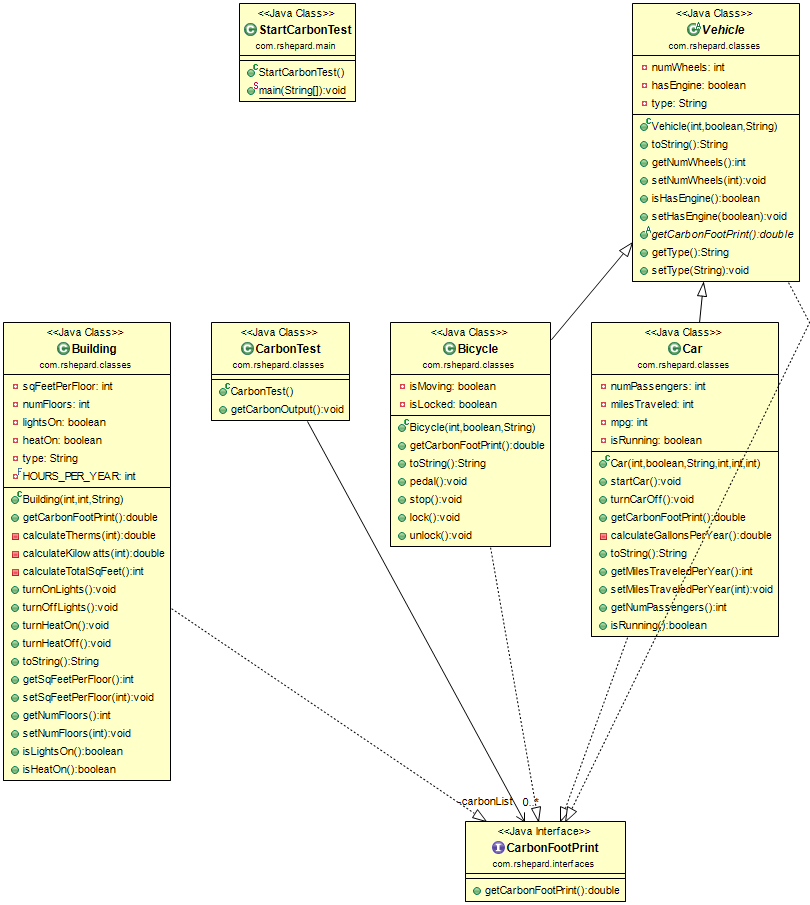 <<Java Class>>
StartCarbonTest
com.rshepard.main
StartCarbonTest()
main(String[]):void
<<Java Class>>
Vehicle
com.rshepard.classes
numWheels: int
hasEngine: boolean
type: String
Vehicle(int,boolean,String)
toString():String
getNumWheels():int
setNumWheels(int):void
isHasEngine():boolean
setHasEngine(boolean):void
getCarbonFootPrint():double
getType():String
setType(String):void
<<Java Class>>
Building
com.rshepard.classes
sqFeetPerFloor: int
numFloors: int
lightsOn: boolean
heatOn: boolean
type: String
HOURS_PER_YEAR: int
Building(int,int,String)
getCarbonFootPrint():double
calculateTherms(int):double
calculateKilowatts(int):double
calculateTotalSqFeet():int
turnOnLights():void
turnOffLights():void
turnHeatOn():void
turnHeatOff():void
toString():String
getSqFeetPerFloor():int
setSqFeetPerFloor(int):void
getNumFloors():int
setNumFloors(int):void
isLightsOn():boolean
isHeatOn():boolean
<<Java Class>>
CarbonTest
com.rshepard.classes
CarbonTest()
getCarbonOutput():void
<<Java Class>>
Bicycle
com.rshepard.classes
isMoving: boolean
isLocked: boolean
Bicycle(int,boolean,String)
getCarbonFootPrint():double
toString():String
pedal():void
stop():void
lock():void
unlock():void
<<Java Class>>
Car
com.rshepard.classes
numPassengers: int
milesTraveled: int
mpg: int
isRunning: boolean
Car(int,boolean,String,int,int,int)
startCar():void
turnCarOff():void
getCarbonFootPrint():double
calculateGallonsPerYear():double
toString():String
getMilesTraveledPerYear():int
setMilesTraveledPerYear(int):void
getNumPassengers():int
isRunning():boolean
~carbonList 0..*
<<Java Interface>>
CarbonFootPrint
com.rshepard.interfaces
getCarbonFootPrint():double